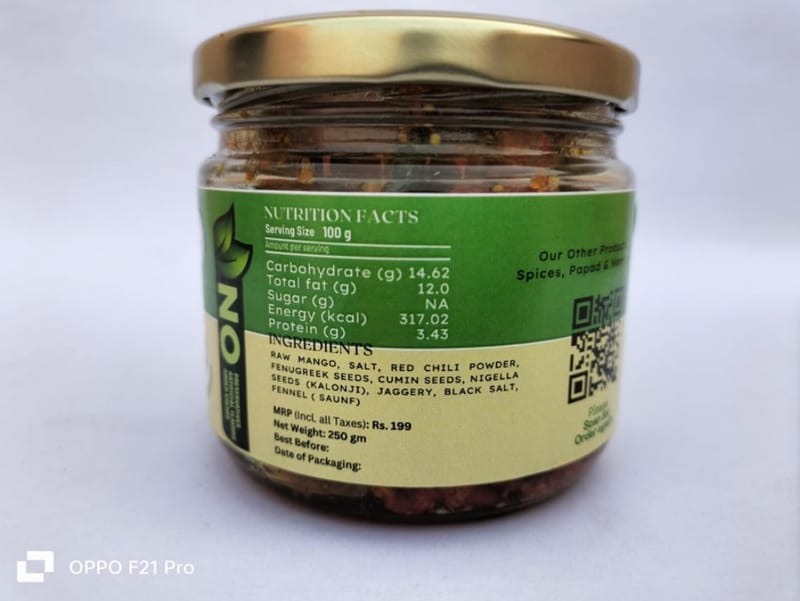 NUTRITION FACTS
Serving Size 100 g
Amount per serving
Carbohydrate (g) 14.62
Total fat (g) 12.0
Sugar (g) NA
Energy (kcal) 317.02
Protein (g) 3.43
INGREDIENTS
RAW MANGO, SALT, RED CHILI POWDER,
FENUGREEK SEEDS, CUMIN SEEDS, NIGELLA
SEEDS (KALONJI), JAGGERY, BLACK SALT,
FENNEL ( SAUNF)
MRP (Incl. all Taxes): Rs. 199
Net Weight: 250 gm
Best Before:
Date of Packaging:
NO
Our Other
Spices, Papad &
Please
Order
OPPO F21 Pro